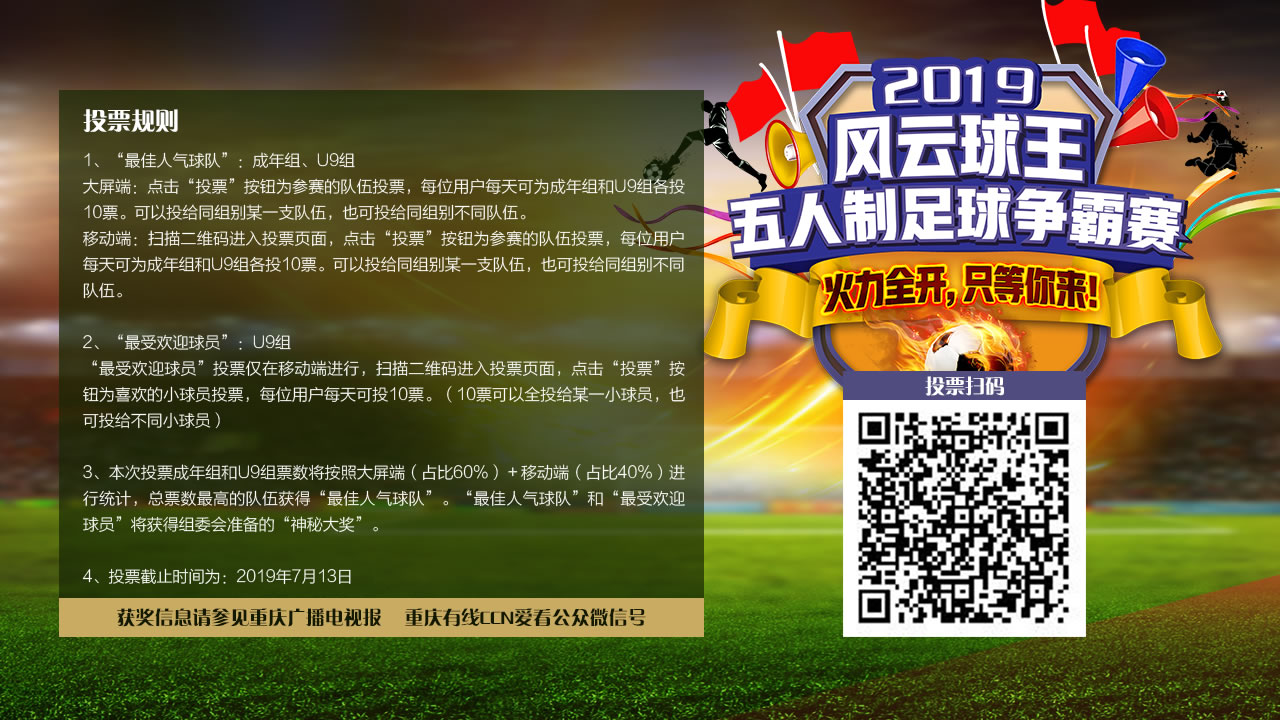 投票规则
1、“最佳人气球队”：成年组、U9组
大屏端：点击“投票”按钮为参赛的队伍投票，每位用户每天可为成年组和U9组各投
10票。可以投给同组别某一支队伍，也可投给同组别不同队伍。
移动端：扫描二维码进入投票页面，点击“投票”按钮为参赛的队伍投票，每位用户
每天可为成年组和U9组各投10票。可以投给同组别某一支队伍，也可投给同组别不同
队伍。
2、“最受欢迎球员”：U9组
“最受欢迎球员”投票仅在移动端进行，扫描二维码进入投票页面，点击“投票”按
钮为喜欢的小球员投票，每位用户每天可投10票。（10票可以全投给某一小球员，也
可投给不同小球员）
3、本次投票成年组和U9组票数将按照大屏端（占比60%）+移动端（占比40%）进
行统计，总票数最高的队伍获得“最佳人气球队”。“最佳人气球队”和“最受欢迎
球员”将获得组委会准备的“神秘大奖”。
4、投票截止时间为：2019年7月13日
获奖信息请参见重庆广播电视报 重庆有线CCN爱看公众微信号
2019
风云球王
五人制足球争霸赛
火力全开，只等你来！
投票扫码